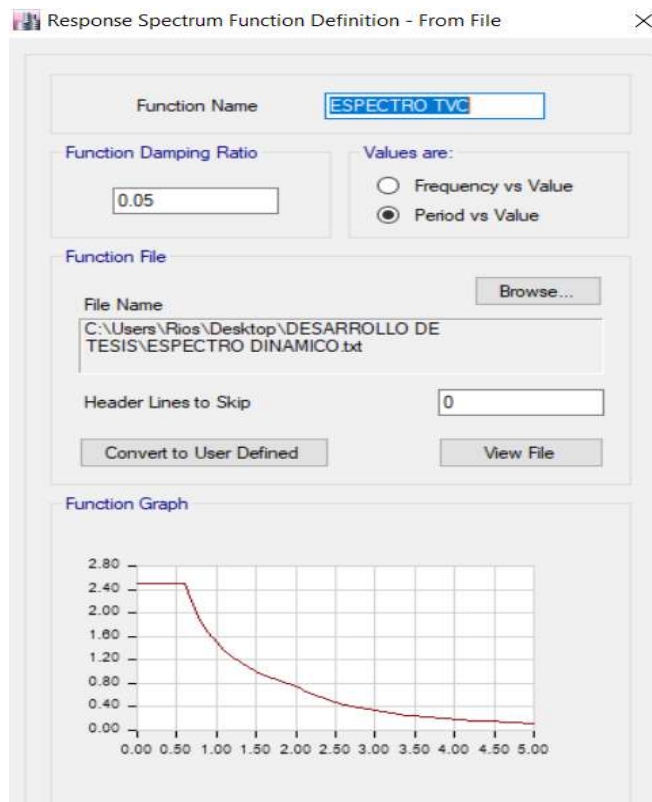 Response Spectrum Function Definition - From File
Function Name
ESPECTRO TVC
Function Damping Ratio
0.05
Values are:
Frequency vs Value
Period vs Value
Function File
Browse...
File Name
C:\Users\Rios\Desktop\DESARROLLO DE
TESIS\ESPECTRO DINAMICO.txt
Header Lines to Skip
0
Convert to User Defined
View File
Function Graph
2.80
2.40
2.00
1.60
1.20
0.80
0.40
0.00
0.00 0.50 1.00 1.50 2.00 2.50 3.00 3.50 4.00 4.50 5.00